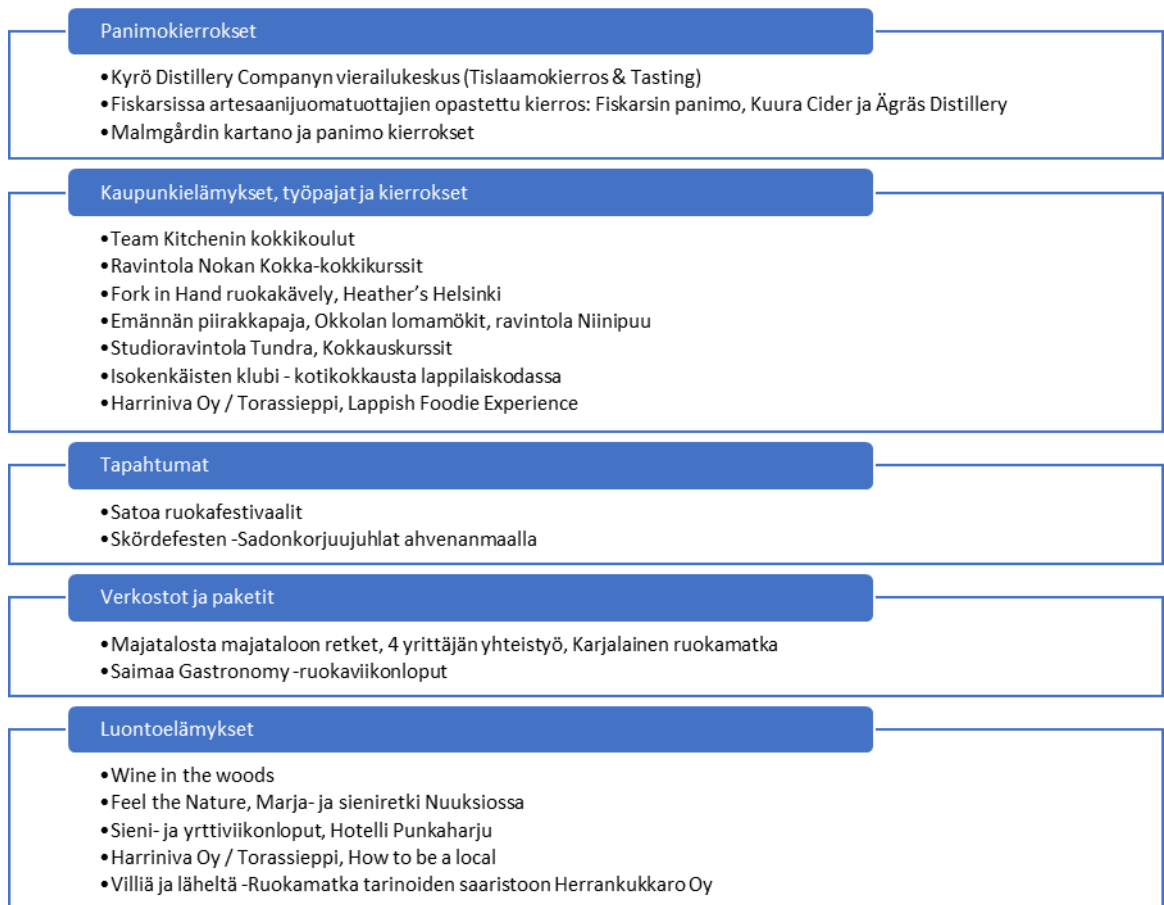 Panimokierrokset
•Kyrö Distillery Companyn vierailukeskus (Tislaamokierros & Tasting)
•Fiskarsissa artesaanijuomatuottajien opastettu kierros: Fiskarsin panimo, Kuura Cider ja Ägräs Distillery
•Malmgårdin kartano ja panimo kierrokset
Kaupunkielämykset, työpajat ja kierrokset
•Team Kitchenin kokkikoulut
•Ravintola Nokan Kokka-kokkikurssit
•Fork in Hand ruokakävely, Heather's Helsinki
•Emännän piirakkapaja, Okkolan lomamökit, ravintola Niinipuu
•Studioravintola Tundra, Kokkauskurssit
•Isokenkäisten klubi - kotikokkausta lappilaiskodassa
•Harriniva Oy / Torassieppi, Lappish Foodie Experience
Tapahtumat
•Satoa ruokafestivaalit
•Skördefesten -Sadonkorjuujuhlat ahvenanmaalla
Verkostot ja paketit
•Majatalosta majataloon retket, 4 yrittäjän yhteistyö, Karjalainen ruokamatka
•Saimaa Gastronomy -ruokaviikonloput
Luontoelämykset
•Wine in the woods
•Feel the Nature, Marja- ja sieniretki Nuuksiossa
•Sieni- ja yrttiviikonloput, Hotelli Punkaharju
•Harriniva Oy / Torassieppi, How to be a local
•Villiä ja läheltä -Ruokamatka tarinoiden saaristoon Herrankukkaro Oy